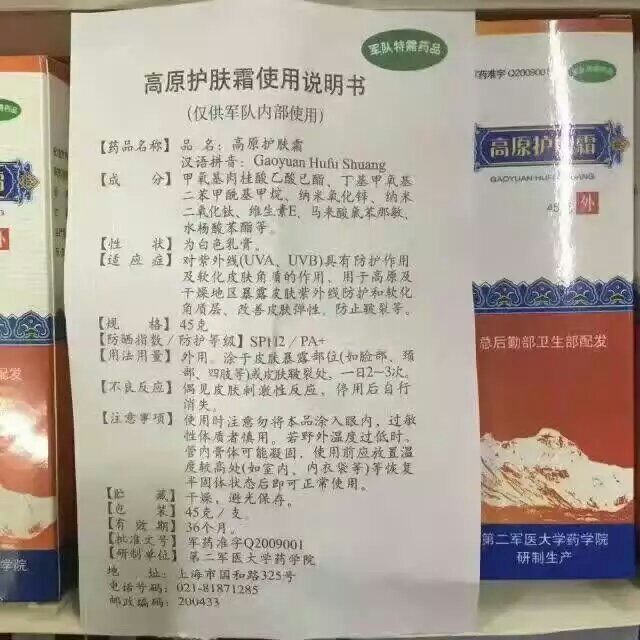 军队特需药品
高原护肤霜使用说明书
(仅供军队内部使用)
【药品名称】品 名：高原护肤霜
汉语拼音：Gaoyuan Hufu Shuang
【成 分】甲氧基肉桂酸乙酸己酯、丁基甲氧基
二苯甲酰基甲烷、纳米氧化锌、纳米
二氧化钛、维生素E、马来酸氯苯那敏、
水杨酸苯酯等。
【性 状】为白色乳膏。
【适 应 症】对紫外线(UVA、UVB)具有防护作用
及软化皮肤角质的作用、用于高原及
干燥地区暴露皮肤紫外线防护和软化
角质层、改善皮肤弹性、防止皲裂等。
【规 格】45克
【防晒指数/防护等级】SPF12/PA+
【用法用量】外用。涂于皮肤暴露部位(如脸部、颈
部、四肢等)或皮肤皲裂处，一日2~3次。
【不良反应】偶见皮肤刺激性反应，停用后自行
消失。
【注意事项】使用时注意勿将本品涂入眼内，过敏
性体质者慎用。若野外温度过低时，
管内膏体可能凝固，使用前应放置温
度较高处(如室内、内衣袋等)等恢复
半固体状态后即可正常使用。
【贮 藏】干燥，避光保存。
【包 装】45克/支。
【有 效 期】36个月。
【批准文号】军药准字Q2009001
【研制单位】第二军医大学药学院
地 址：上海市国和路325号
电话号码：021-81871285
邮政编码：200433
药准字Q200900
高原护 霜
GAOYUAN HUFU
45克 外
总后勤部卫生部配发
第二军医大学药学院
研制生产
霜
外
配发
学院